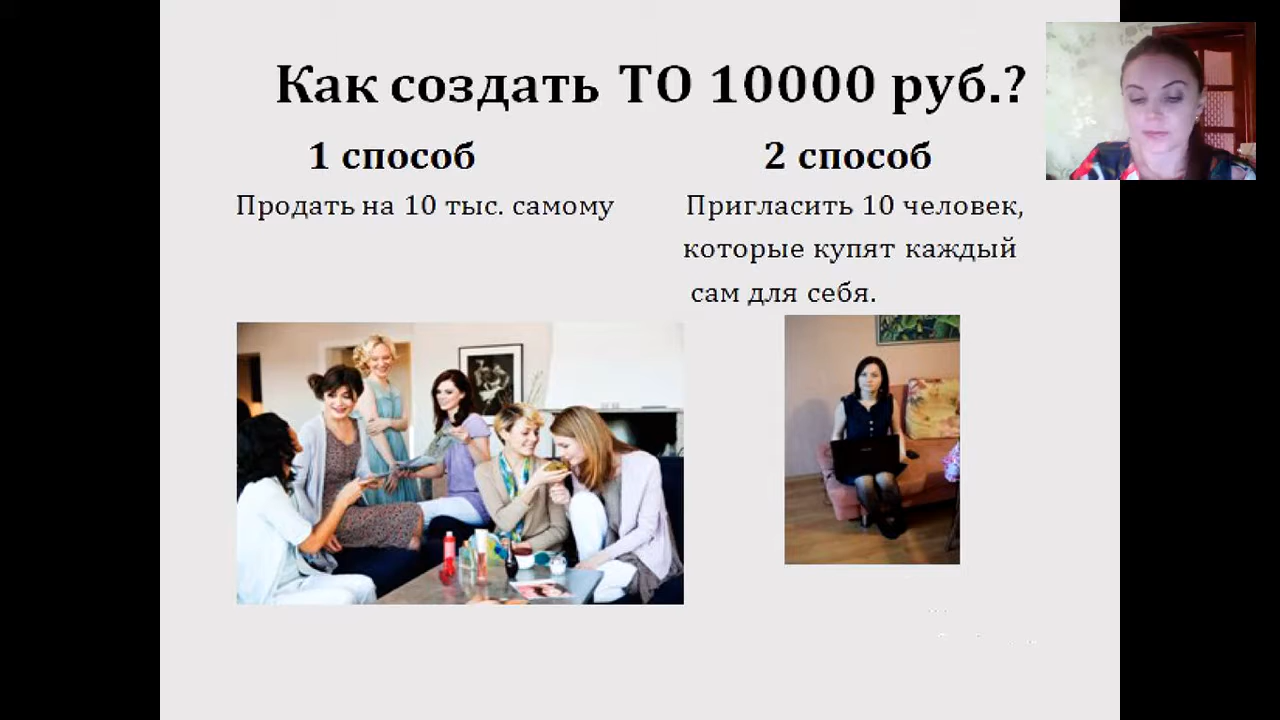 Как создать ТО 10000 руб.?
1 способ
Продать на 10 тыс. самому
2 способ
Пригласить 10 человек,
которые купят каждый
сам для себя.